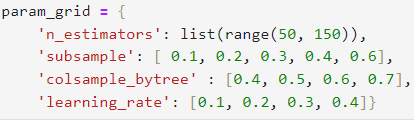 param_grid = {
    'n_estimators': list(range(50, 150)),
    'subsample': [ 0.1, 0.2, 0.3, 0.4, 0.6],
    'colsample_bytree' : [0.4, 0.5, 0.6, 0.7],
    'learning_rate': [0.1, 0.2, 0.3, 0.4]}